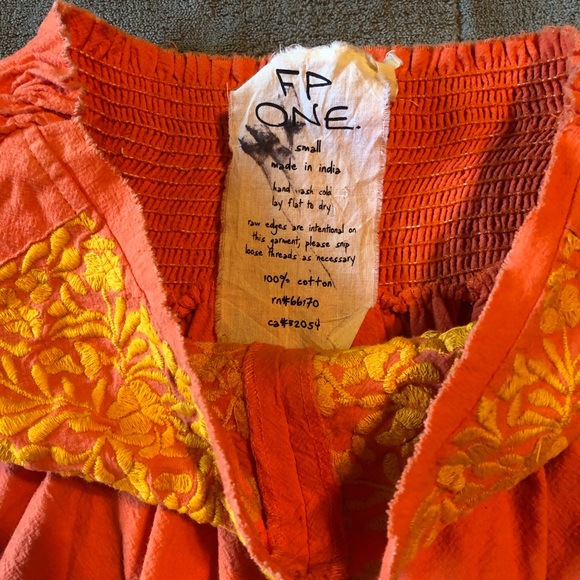 FP
ONE.
small
made in india
hand wash cold
lay flat to dry
raw edges are intentional on
this garment, please snip
loose threads as necessary
100% cotton
rn#66170
ca#32054